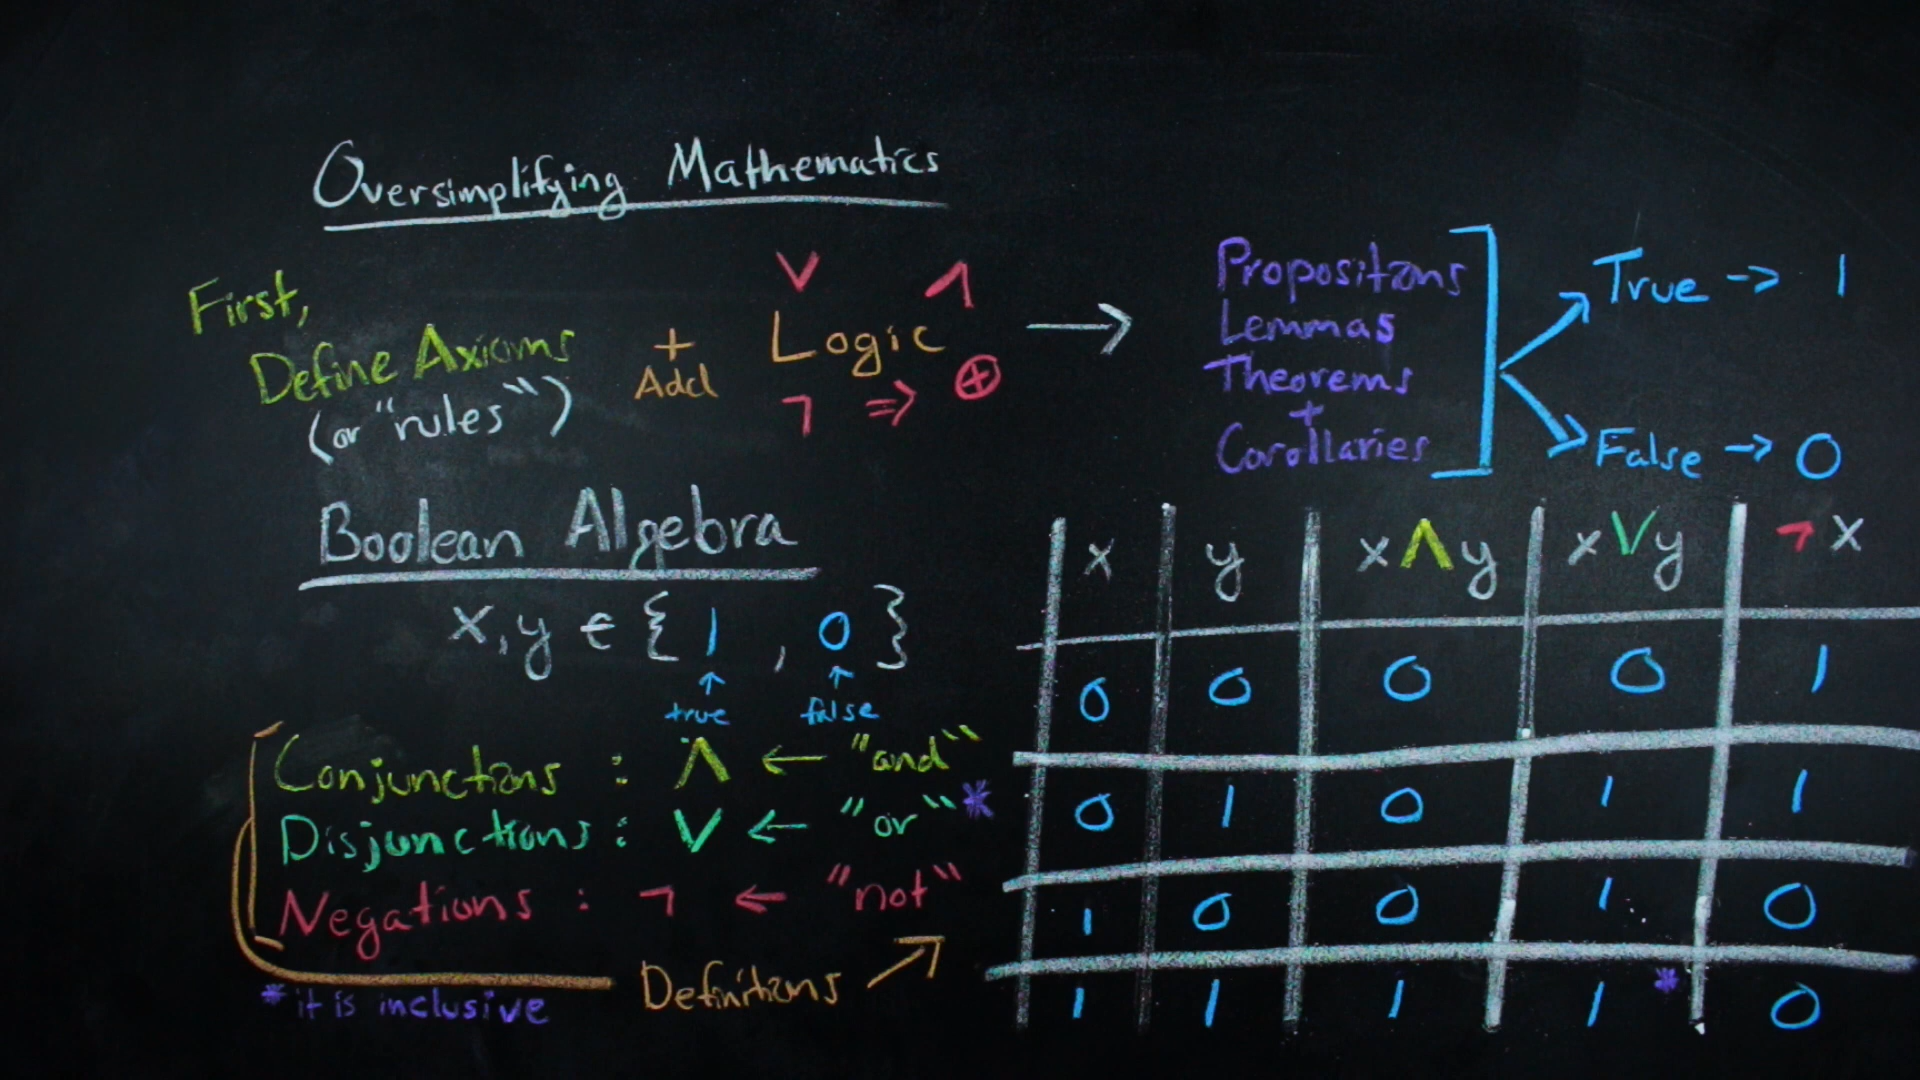 Oversimplifying Mathematics
First,
Define Axioms
(or "rules")
+
Add
∨ ∧
Logic
¬ ⇒ ⊕
→
Propositions
Lemmas
Theorems
+
Corollaries
True -> 1
False -> 0
Boolean Algebra
x, y ∈ { 1 , 0 }
↑ ↑
true false
Conjunctions : ∧ ← "and"
Disjunctions : ∨ ← "or" *
Negations : ¬ ← "not"
Definitions
* it is inclusive
x y x∧y x∨y ¬x
0 0 0 0 1
0 1 0 1 1
1 0 0 1 0
1 1 1 1 * 0